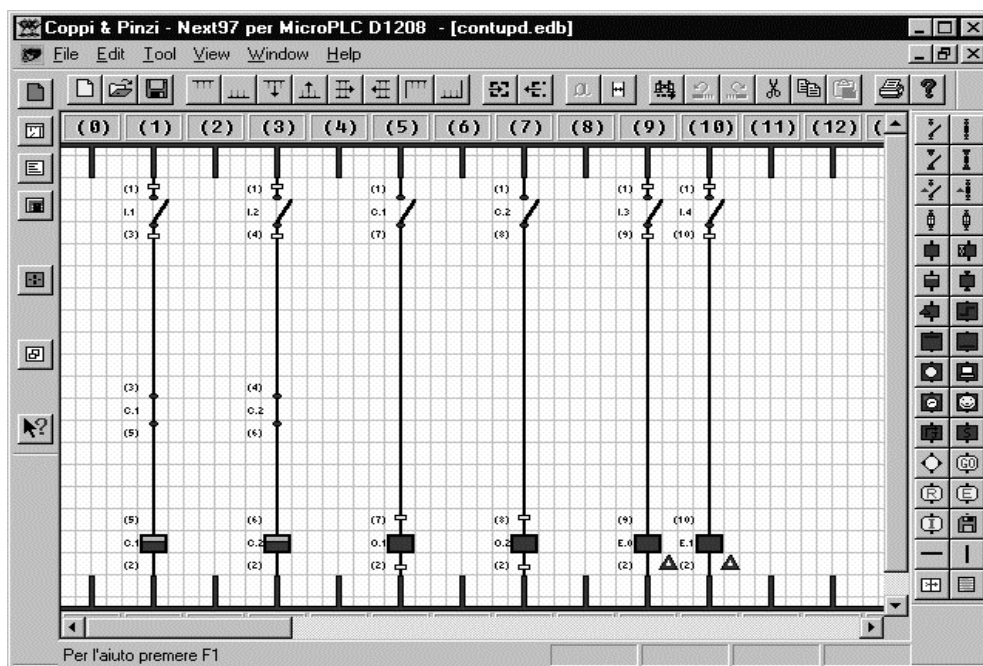 Coppi & Pinzi - Next97 per MicroPLC D1208 - [contupd.edb]
File Edit Tool View Window Help
(0) (1) (2) (3) (4) (5) (6) (7) (8) (9) (10) (11) (12) (
(1) (1) (1) (1) (1) (1)
I.1 I.2 C.1 C.2 I.3 I.4
(3) (4) (7) (8) (9) (10)
(3) (4)
C.1 C.2
(5) (6)
(5) (6) (7) (8) (9) (10)
C.1 C.2 O.1 O.2 E.0 E.1
(2) (2) (2) (2) (2) (2)
GO
R E
I
Per l'aiuto premere F1